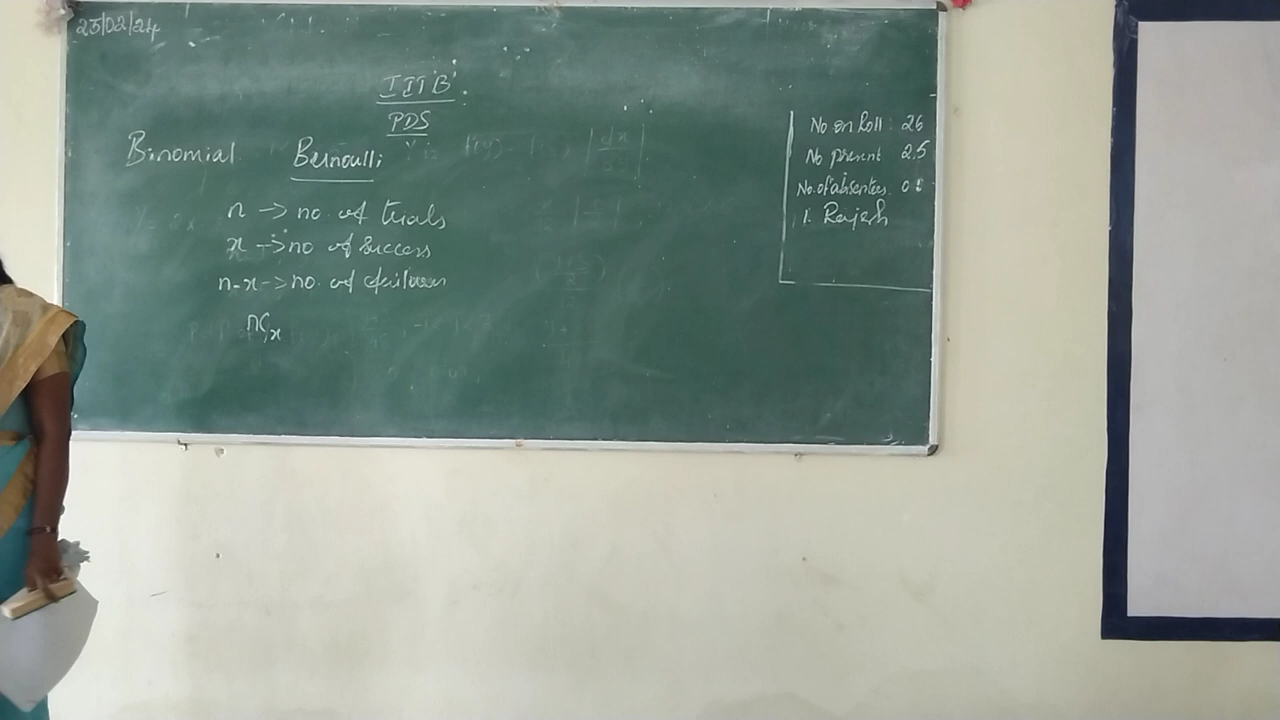 23/02/24
III B
PDS
Binomial Bernoulli
n -> no. of trials
x -> no of success
n-x -> no. of failures
nCx
No on Roll : 26
No present 25
No. of absentees 01
1. Rajesh